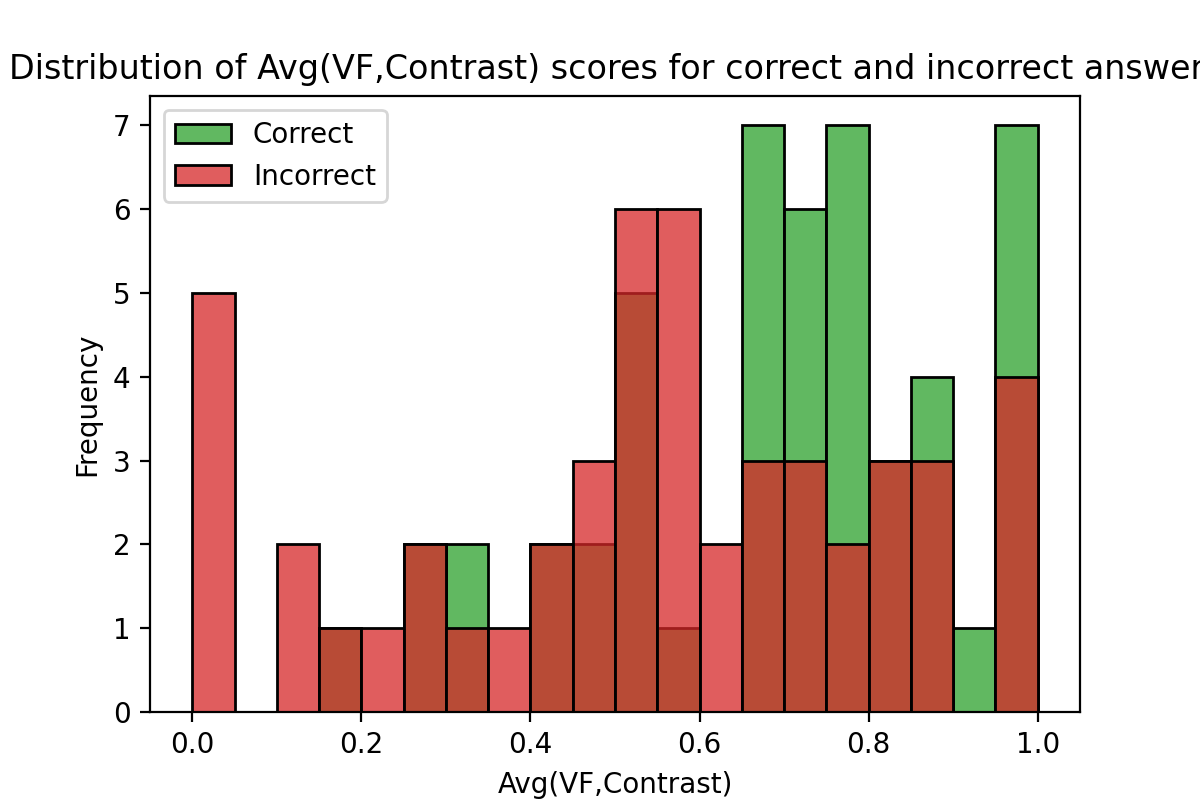 Distribution of Avg(VF,Contrast) scores for correct and incorrect answer
Correct
Incorrect
7
6
5
4
3
2
1
0
Frequency
0.0 0.2 0.4 0.6 0.8 1.0
Avg(VF,Contrast)